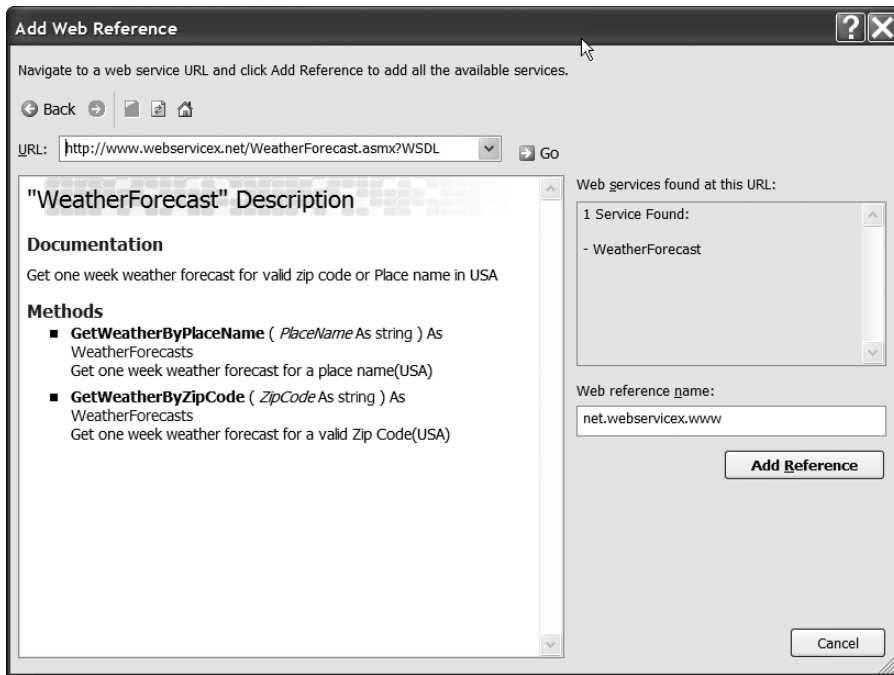 Add Web Reference
Navigate to a web service URL and click Add Reference to add all the available services.
Back
URL: http://www.webservicex.net/WeatherForecast.asmx?WSDL Go
"WeatherForecast" Description
Documentation
Get one week weather forecast for valid zip code or Place name in USA
Methods
GetWeatherByPlaceName ( PlaceName As string ) As
WeatherForecasts
Get one week weather forecast for a place name(USA)
GetWeatherByZipCode ( ZipCode As string ) As
WeatherForecasts
Get one week weather forecast for a valid Zip Code(USA)
Web services found at this URL:
1 Service Found:
- WeatherForecast
Web reference name:
net.webservicex.www
Add Reference
Cancel